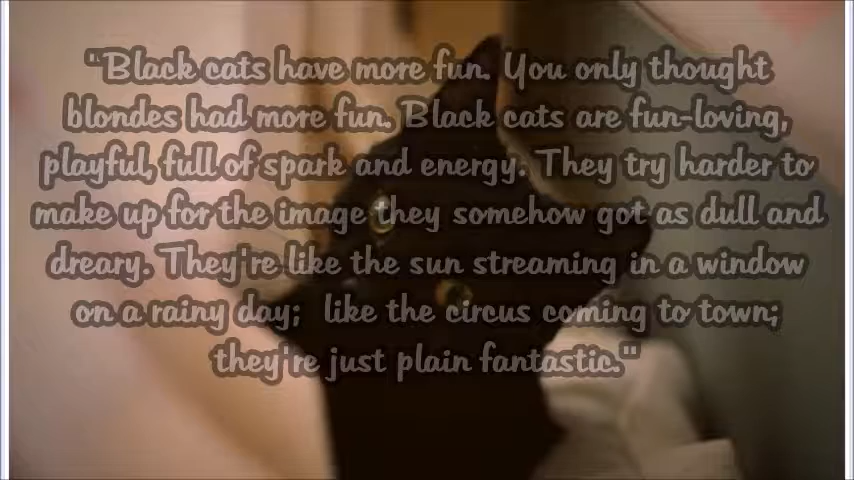 "Black cats have more fun. You only thought
blondes had more fun. Black cats are fun-loving,
playful, full of spark and energy. They try harder to
make up for the image they somehow got as dull and
dreary. They're like the sun streaming in a window
on a rainy day;  like the circus coming to town;
they're just plain fantastic."